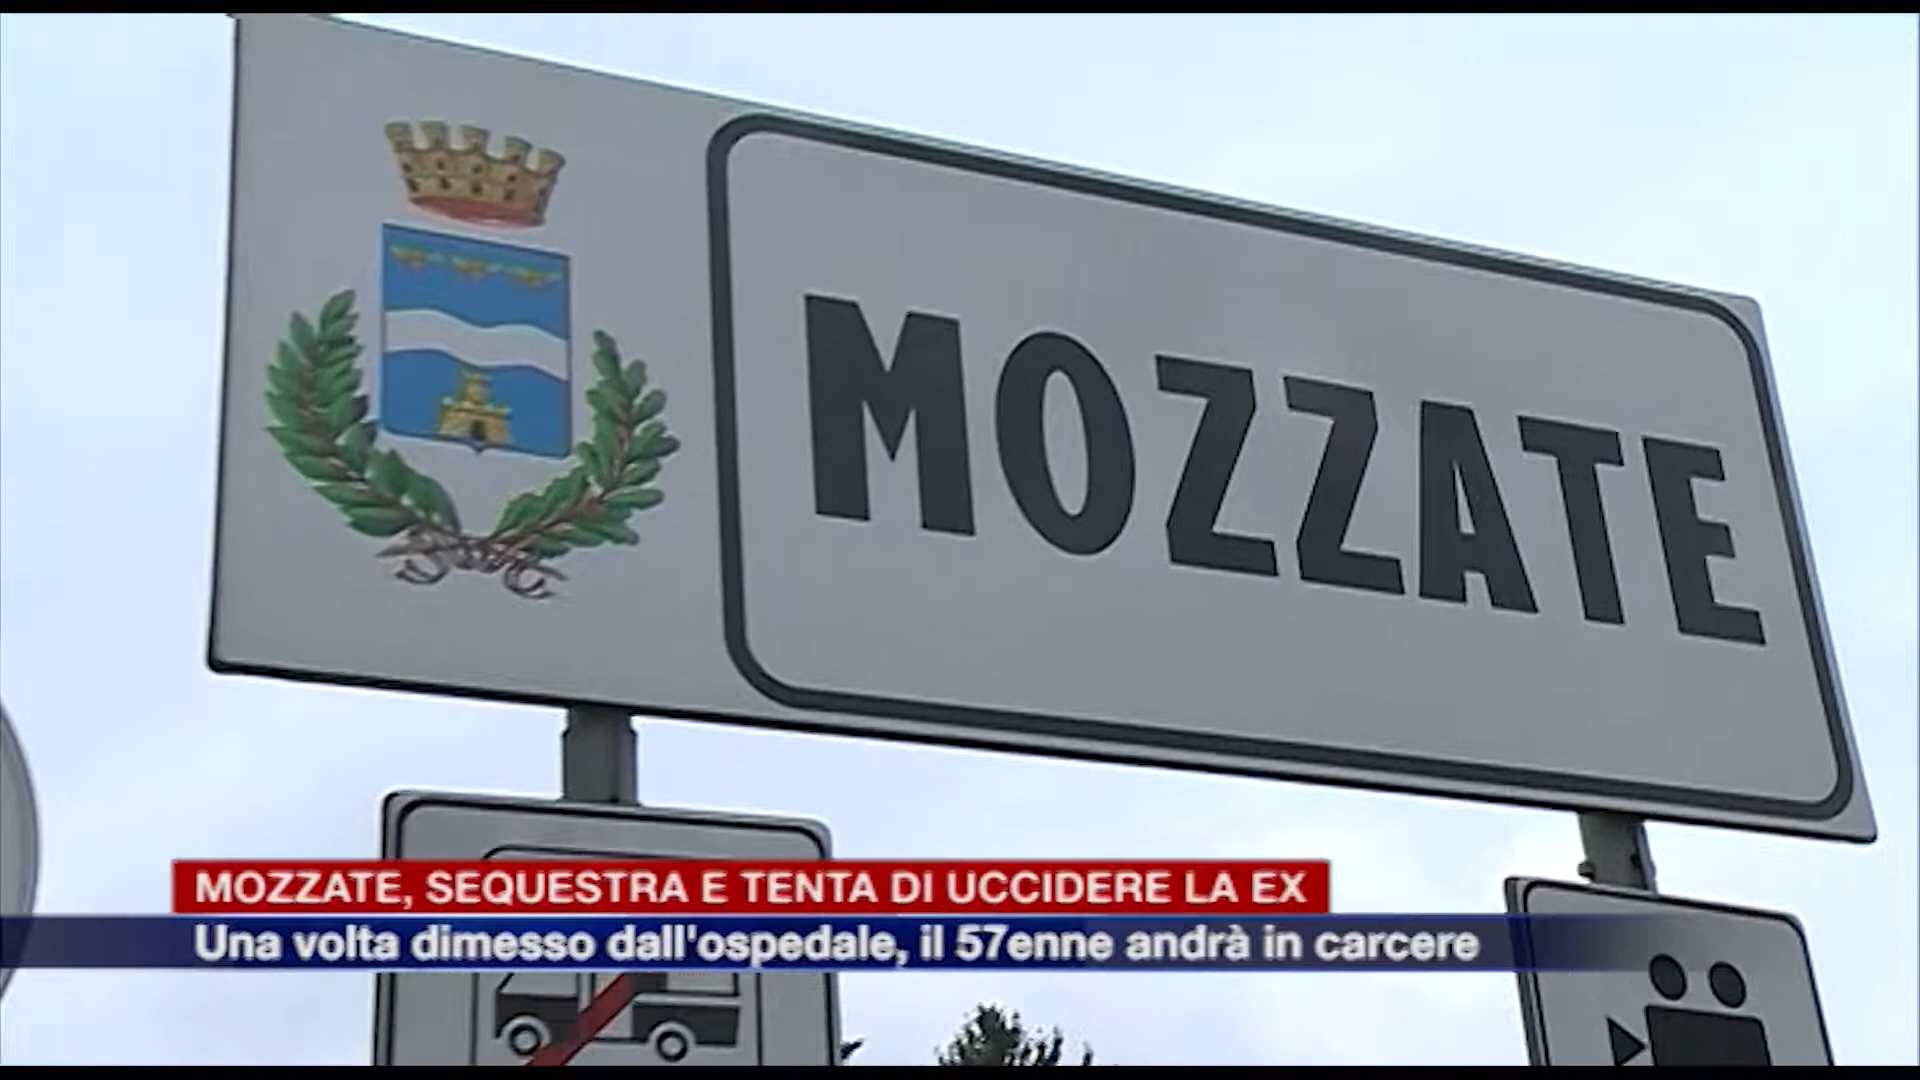 MOZZATE
MOZZATE, SEQUESTRA E TENTA DI UCCIDERE LA EX
Una volta dimesso dall'ospedale, il 57enne andrà in carcere